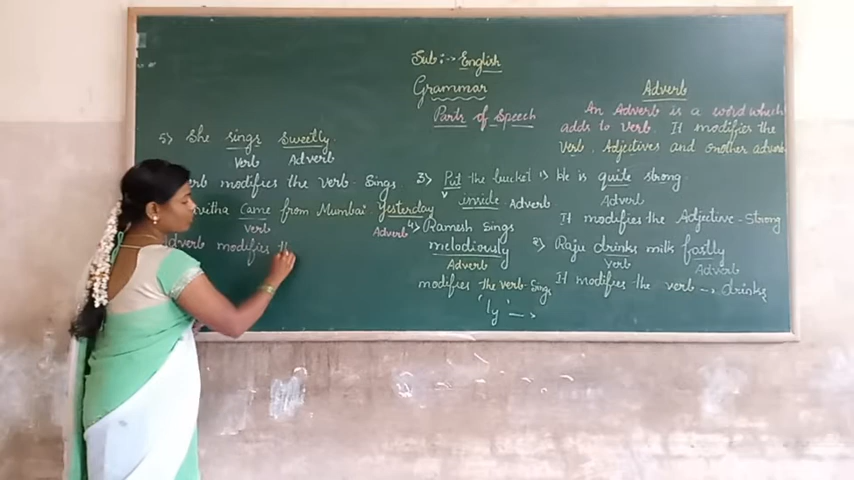 Sub:- English
Grammar
Parts of Speech
Adverb
An Adverb is a word which
adds to verb. It modifies the
Verb, Adjectives and another adverb
1) He is quite strong.
Adverb
It modifies the Adjective - Strong
2) Raju drinks milk fastly
Verb Adverb
It modifies the verb → drinks
3) Put the bucket
V inside Adverb
4) Ramesh sings
melodiously
Adverb
modifies the verb - sings
'ly' →
5) She sings sweetly.
Verb Adverb
modifies the verb - Sings
Came from Mumbai yesterday
Verb Adverb
Adverb modifies th